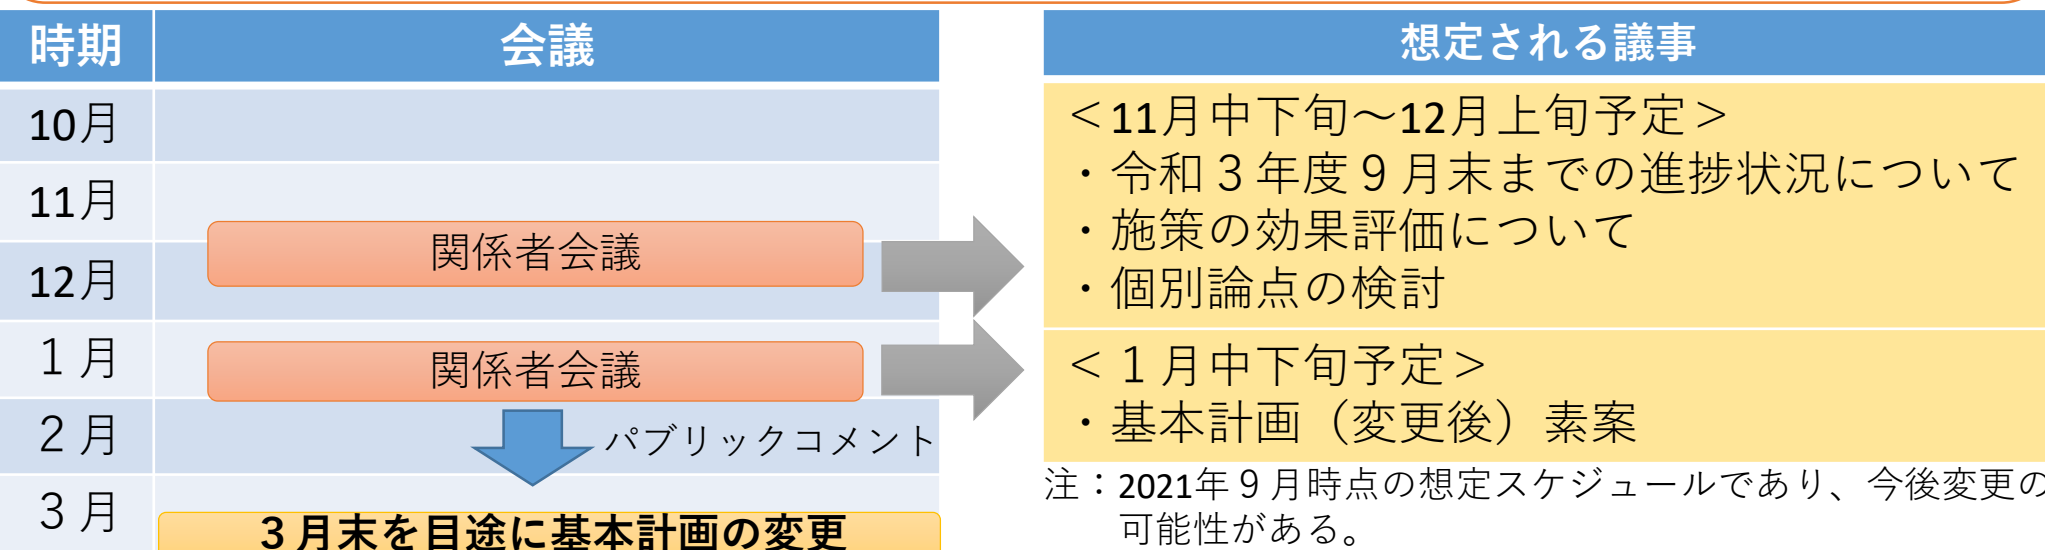 時期
会議
10月
11月
12月
１月
２月
３月
関係者会議
関係者会議
パブリックコメント
３月末を目途に基本計画の変更
想定される議事
＜11月中下旬～12月上旬予定＞
・令和３年度９月末までの進捗状況について
・施策の効果評価について
・個別論点の検討
＜１月中下旬予定＞
・基本計画（変更後）素案
注：2021年９月時点の想定スケジュールであり、今後変更の
可能性がある。